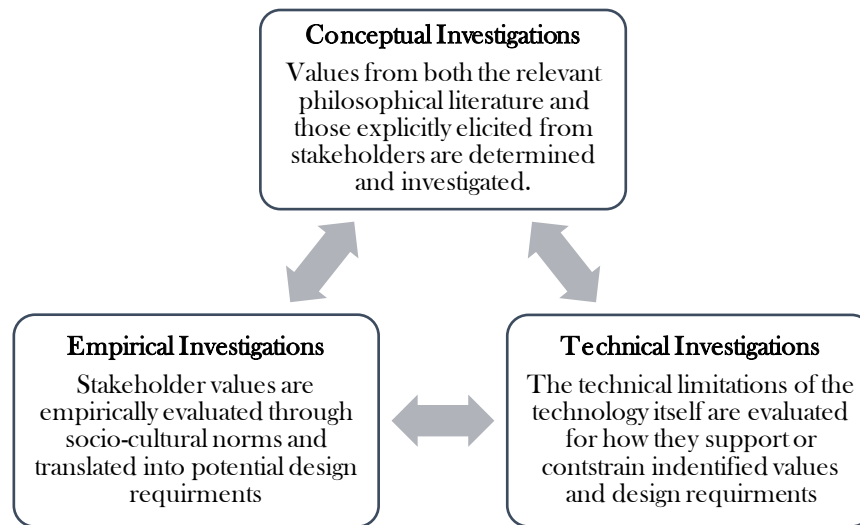 Conceptual Investigations
Values from both the relevant
philosophical literature and
those explicitly elicited from
stakeholders are determined
and investigated.
Empirical Investigations
Stakeholder values are
empirically evaluated through
socio-cultural norms and
translated into potential design
requirments
Technical Investigations
The technical limitations of the
technology itself are evaluated
for how they support or
contstrain indentified values
and design requirments